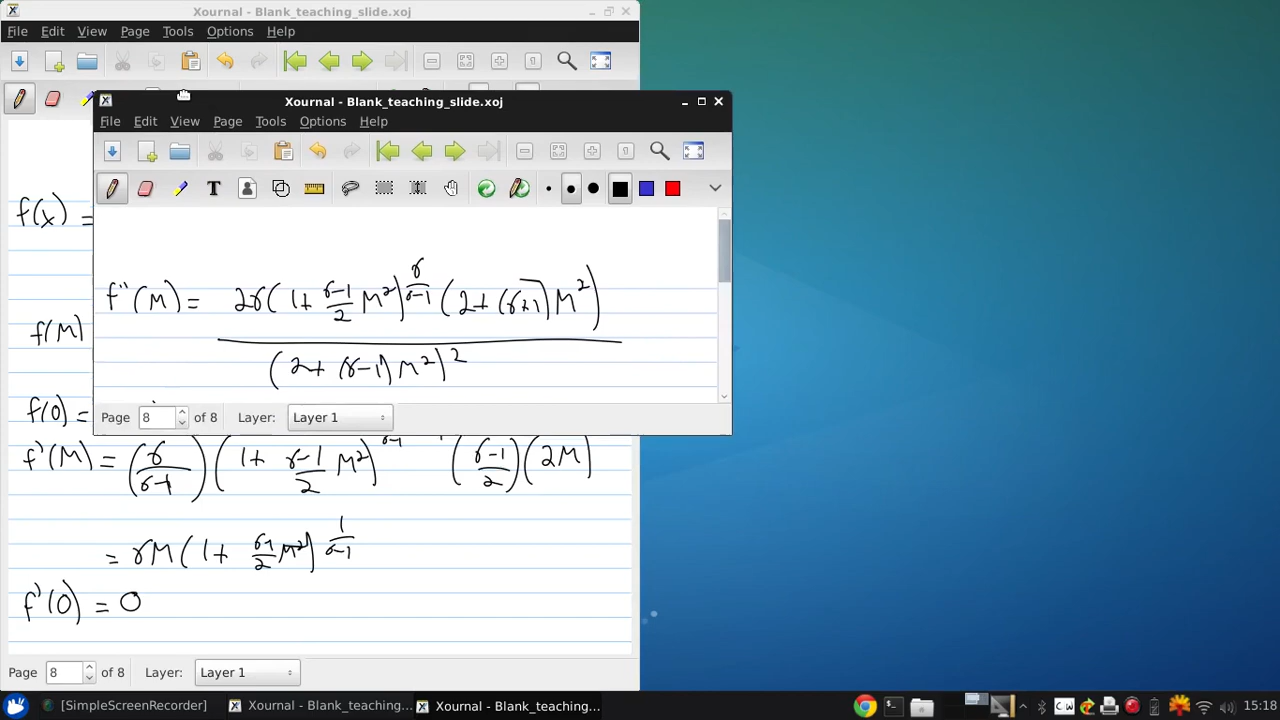 Xournal - Blank_teaching_slide.xoj
File Edit View Page Tools Options Help
Xournal - Blank_teaching_slide.xoj
File Edit View Page Tools Options Help
T
f(x) =
f''(M) = 2γ(1 + γ-1/2 M²)^γ/γ-1 (2 + (γ+1)M²)
(2 + (γ-1)M²)²
f(M)
Page 8 of 8 Layer: Layer 1
f(0) =
f'(M) = (γ/γ-1)(1 + γ-1/2 M²) (γ-1/2)(2M)
= γM(1 + γ-1/2 M²)^1/γ-1
f'(0) = 0
Page 8 of 8 Layer: Layer 1
[SimpleScreenRecorder] Xournal - Blank_teaching... Xournal - Blank_teaching... CW 15:18